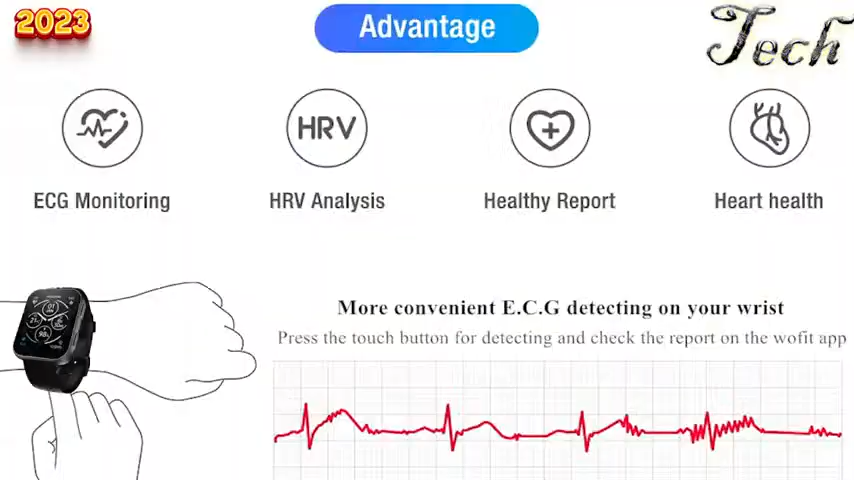 2023
Advantage
Tech
HRV
ECG Monitoring
HRV Analysis
Healthy Report
Heart health
More convenient E.C.G detecting on your wrist
Press the touch button for detecting and check the report on the wofit app